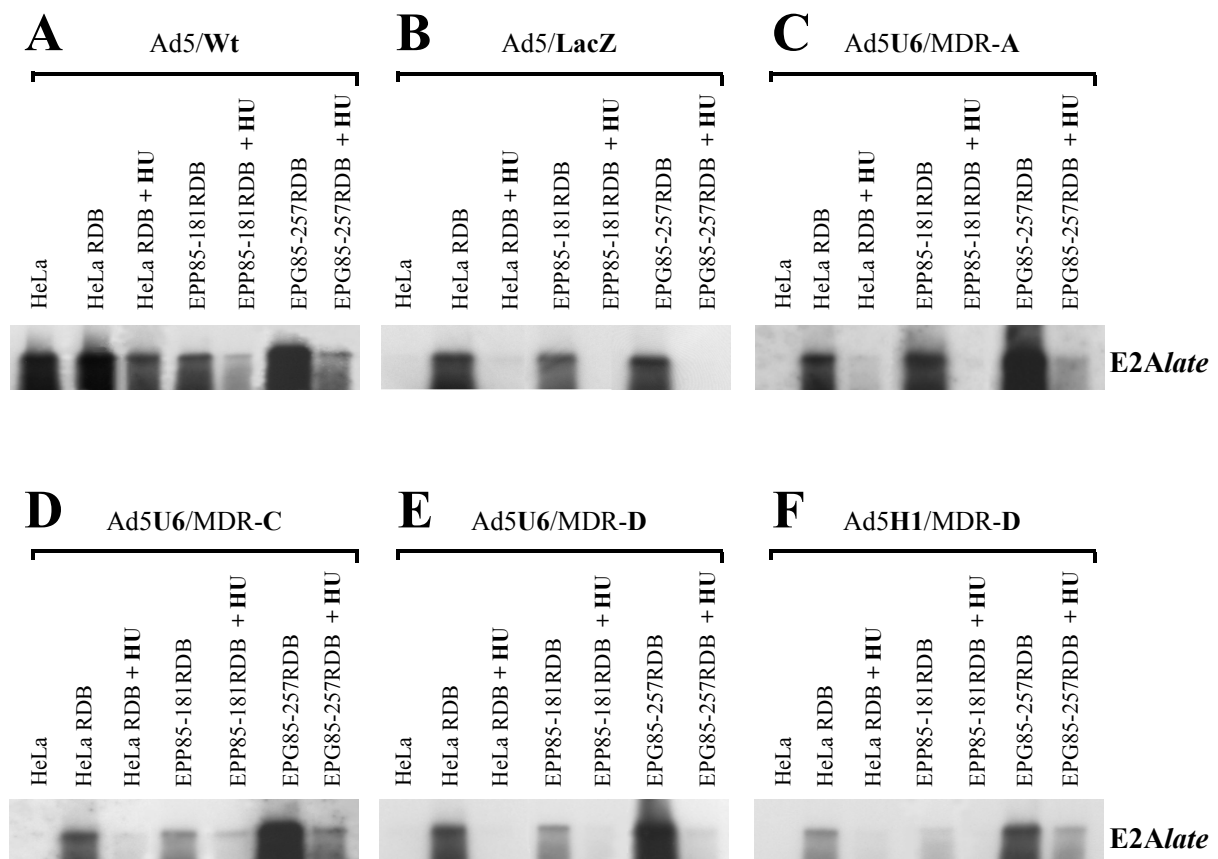 A
Ad5/Wt
HeLa
HeLa RDB
HeLa RDB + HU
EPP85-181RDB
EPP85-181RDB + HU
EPG85-257RDB
EPG85-257RDB + HU
B
Ad5/LacZ
HeLa
HeLa RDB
HeLa RDB + HU
EPP85-181RDB
EPP85-181RDB + HU
EPG85-257RDB
EPG85-257RDB + HU
C
Ad5U6/MDR-A
HeLa
HeLa RDB
HeLa RDB + HU
EPP85-181RDB
EPP85-181RDB + HU
EPG85-257RDB
EPG85-257RDB + HU
E2Alate
D
Ad5U6/MDR-C
HeLa
HeLa RDB
HeLa RDB + HU
EPP85-181RDB
EPP85-181RDB + HU
EPG85-257RDB
EPG85-257RDB + HU
E
Ad5U6/MDR-D
HeLa
HeLa RDB
HeLa RDB + HU
EPP85-181RDB
EPP85-181RDB + HU
EPG85-257RDB
EPG85-257RDB + HU
F
Ad5H1/MDR-D
HeLa
HeLa RDB
HeLa RDB + HU
EPP85-181RDB
EPP85-181RDB + HU
EPG85-257RDB
EPG85-257RDB + HU
E2Alate